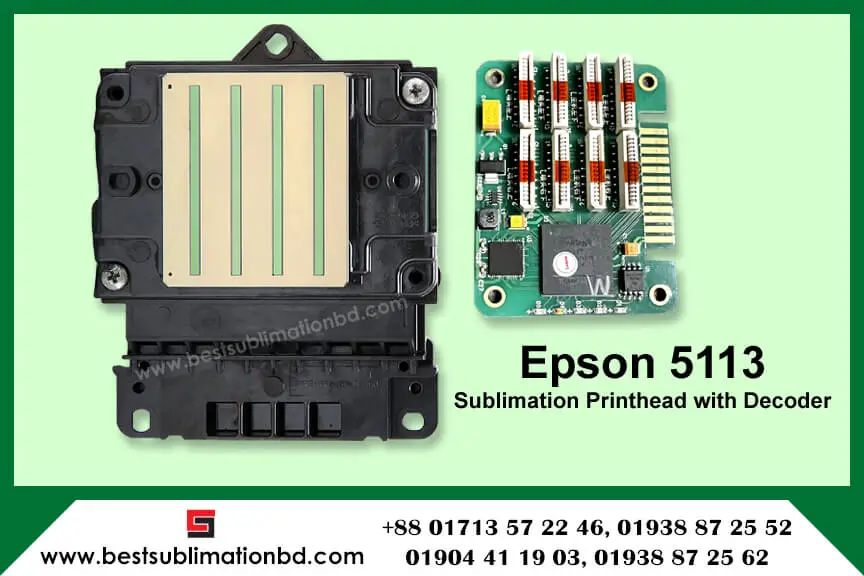 www.bestsublimationbd.com
Epson 5113
Sublimation Printhead with Decoder
www.bestsublimationbd.com
+88 01713 57 22 46, 01938 87 25 52
01904 41 19 03, 01938 87 25 62